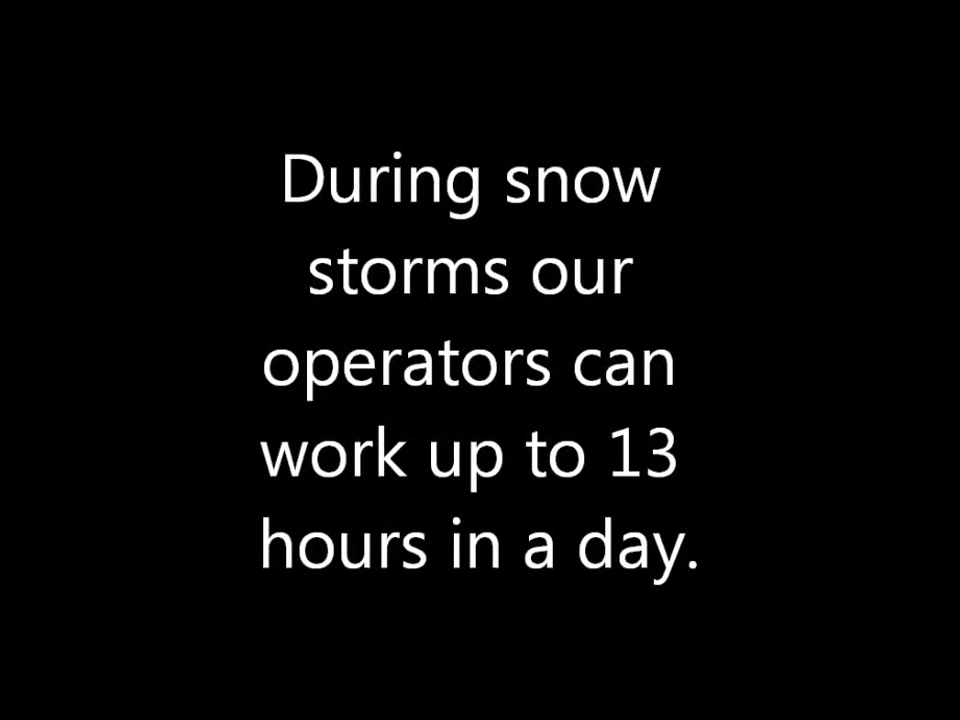 During snow
storms our
operators can
work up to 13
hours in a day.